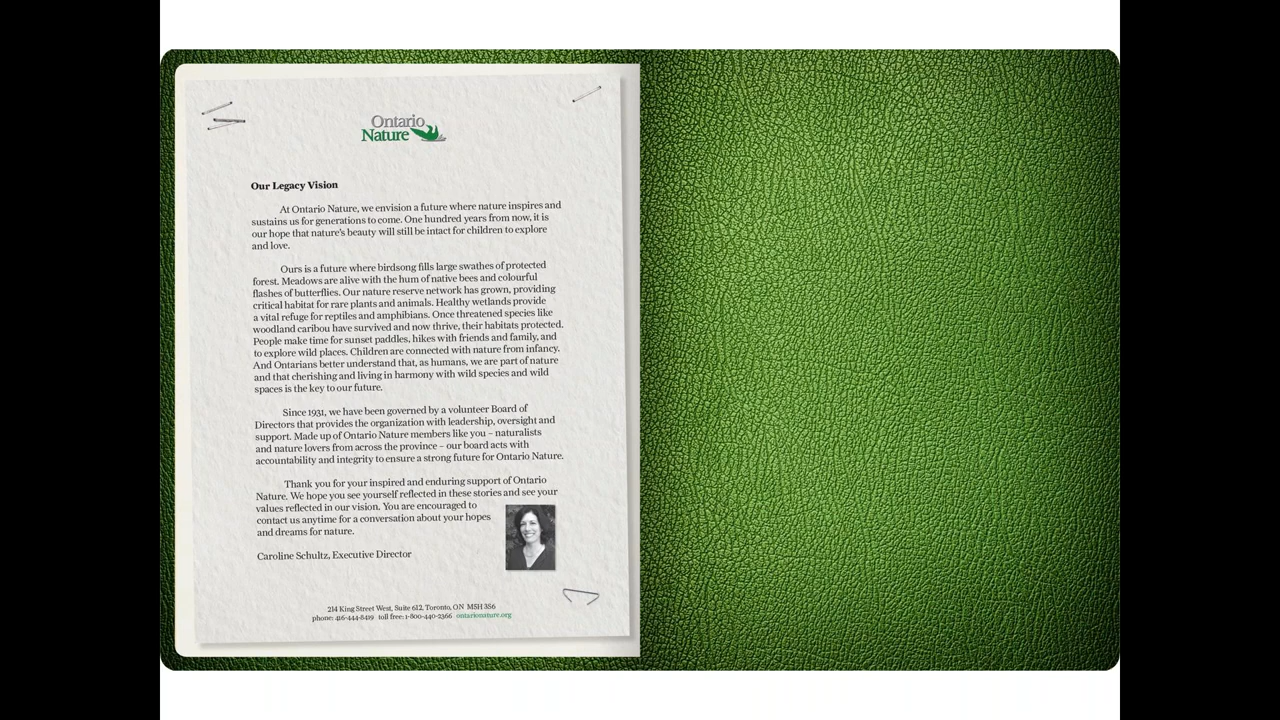 Ontario
Nature
Our Legacy Vision
At Ontario Nature, we envision a future where nature inspires and
sustains us for generations to come. One hundred years from now, it is
our hope that nature's beauty will still be intact for children to explore
and love.
Ours is a future where birdsong fills large swathes of protected
forest. Meadows are alive with the hum of native bees and colourful
flashes of butterflies. Our nature reserve network has grown, providing
critical habitat for rare plants and animals. Healthy wetlands provide
a vital refuge for reptiles and amphibians. Once threatened species like
woodland caribou have survived and now thrive, their habitats protected.
People make time for sunset paddles, hikes with friends and family, and
to explore wild places. Children are connected with nature from infancy.
And Ontarians better understand that, as humans, we are part of nature
and that cherishing and living in harmony with wild species and wild
spaces is the key to our future.
Since 1931, we have been governed by a volunteer Board of
Directors that provides the organization with leadership, oversight and
support. Made up of Ontario Nature members like you – naturalists
and nature lovers from across the province – our board acts with
accountability and integrity to ensure a strong future for Ontario Nature.
Thank you for your inspired and enduring support of Ontario
Nature. We hope you see yourself reflected in these stories and see your
values reflected in our vision. You are encouraged to
contact us anytime for a conversation about your hopes
and dreams for nature.
Caroline Schultz, Executive Director
214 King Street West, Suite 612, Toronto, ON M5H 3S6
phone: 416-444-8419 toll free: 1-800-440-2366 ontarionature.org